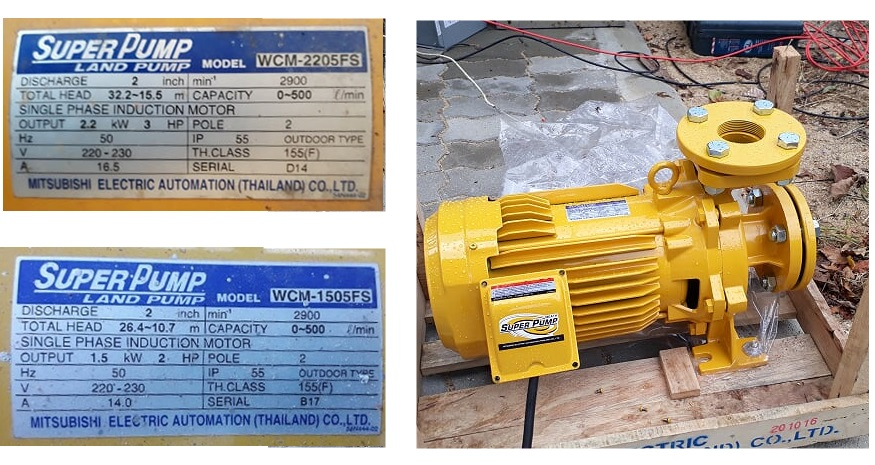 SUPER PUMP
LAND PUMP MODEL WCM-2205FS
DISCHARGE 2 inch min⁻¹ 2900
TOTAL HEAD 32.2~15.5 m CAPACITY 0~500 ℓ/min
SINGLE PHASE INDUCTION MOTOR
OUTPUT 2.2 kW 3 HP POLE 2
Hz 50 IP 55 OUTDOOR TYPE
V 220-230 TH.CLASS 155(F)
A 16.5 SERIAL D14
MITSUBISHI ELECTRIC AUTOMATION (THAILAND) CO.,LTD.
SUPER PUMP
LAND PUMP MODEL WCM-1505FS
DISCHARGE 2 inch min⁻¹ 2900
TOTAL HEAD 26.4~10.7 m CAPACITY 0~500 ℓ/min
SINGLE PHASE INDUCTION MOTOR
OUTPUT 1.5 kW 2 HP POLE 2
Hz 50 IP 55 OUTDOOR TYPE
V 220-230 TH.CLASS 155(F)
A 14.0 SERIAL B17
MITSUBISHI ELECTRIC AUTOMATION (THAILAND) CO.,LTD.
SUPER PUMP
201016
CTRIC CO.,LTD.